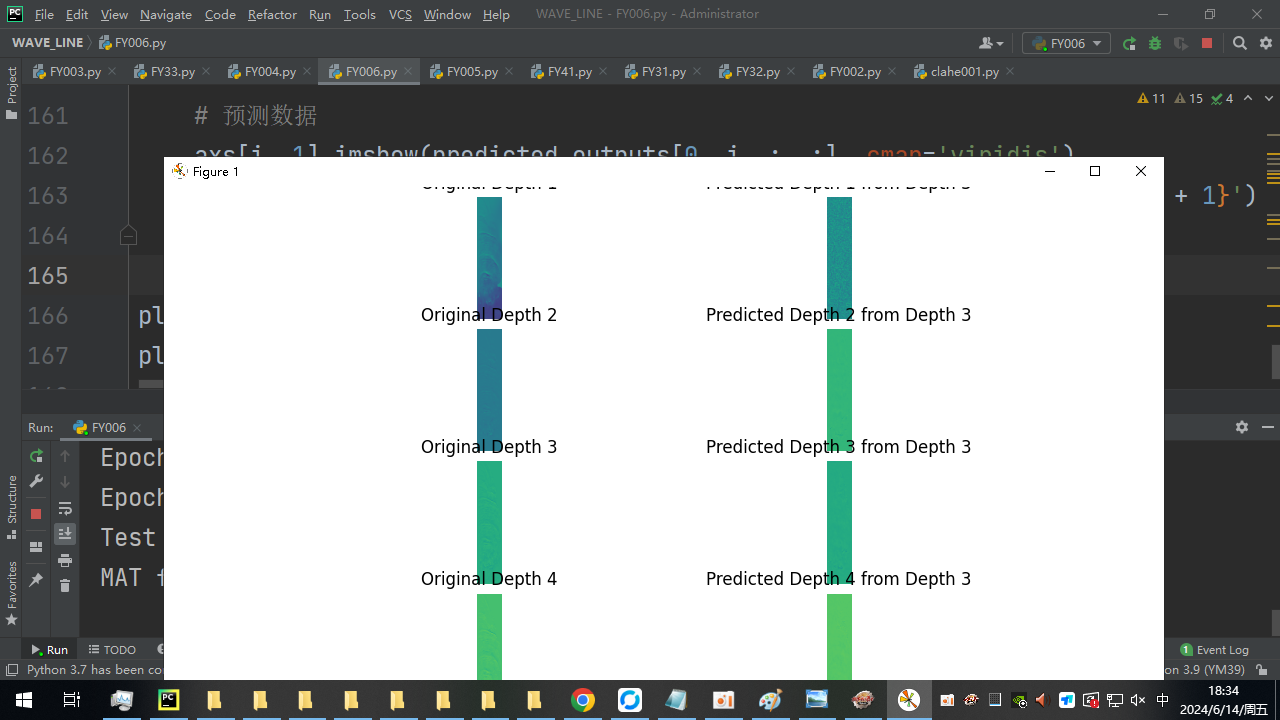 File Edit View Navigate Code Refactor Run Tools VCS Window Help WAVE_LINE - FY006.py - Administrator
WAVE_LINE FY006.py FY006
FY003.py FY33.py FY004.py FY006.py FY005.py FY41.py FY31.py FY32.py FY002.py clahe001.py
Project
11 15 4
161 # 预测数据
162 axs[i, 1].imshow(predicted_outputs[0, i, :, :], cmap='viridis')
Figure 1
163 + 1}')
164
165
166 pl
167 pl
Original Depth 1 Predicted Depth 1 from Depth 3
Original Depth 2 Predicted Depth 2 from Depth 3
Original Depth 3 Predicted Depth 3 from Depth 3
Original Depth 4 Predicted Depth 4 from Depth 3
Run: FY006
Epoch
Epoch
Test
MAT f
Structure
Favorites
Run TODO 1 Event Log
Python 3.7 has been co on 3.9 (YM39)
中
18:34
2024/6/14/周五